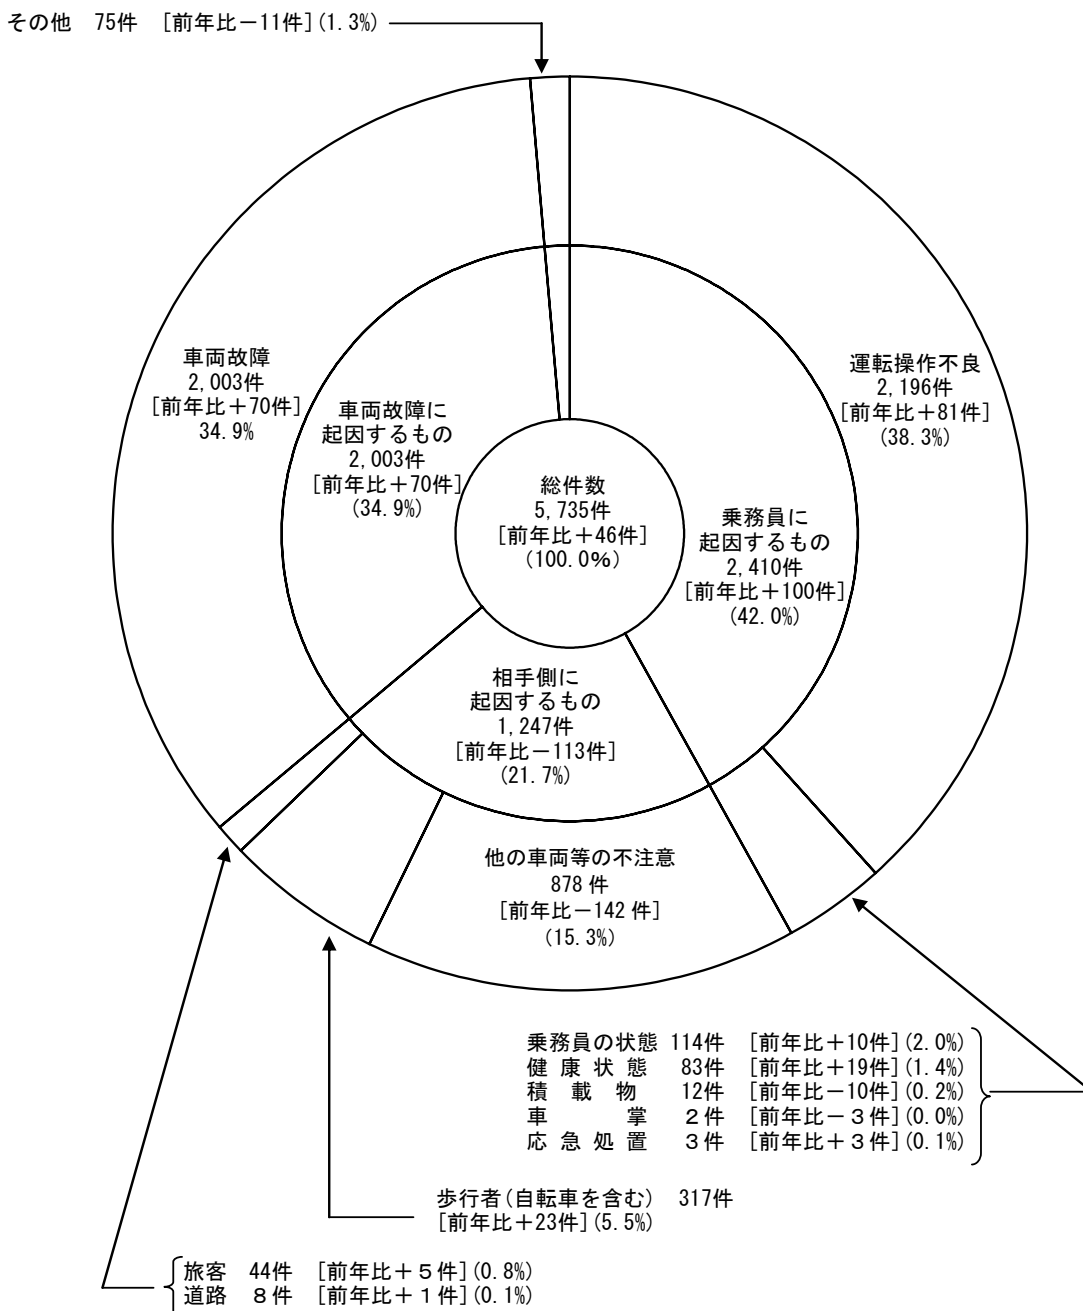 その他 75件 [前年比－11件](1.3%)
車両故障
2,003件
[前年比＋70件]
34.9%
車両故障に
起因するもの
2,003件
[前年比＋70件]
(34.9%)
総件数
5,735件
[前年比＋46件]
(100.0%)
運転操作不良
2,196件
[前年比＋81件]
(38.3%)
乗務員に
起因するもの
2,410件
[前年比＋100件]
(42.0%)
相手側に
起因するもの
1,247件
[前年比－113件]
(21.7%)
他の車両等の不注意
878 件
[前年比－142 件]
(15.3%)
乗務員の状態 114件 [前年比＋10件](2.0%)
健康状態 83件 [前年比＋19件](1.4%)
積載物 12件 [前年比－10件](0.2%)
車掌 ２件 [前年比－３件](0.0%)
応急処置 ３件 [前年比＋３件](0.1%)
歩行者(自転車を含む) 317件
[前年比＋23件](5.5%)
旅客 44件 [前年比＋５件](0.8%)
道路 ８件 [前年比＋１件](0.1%)